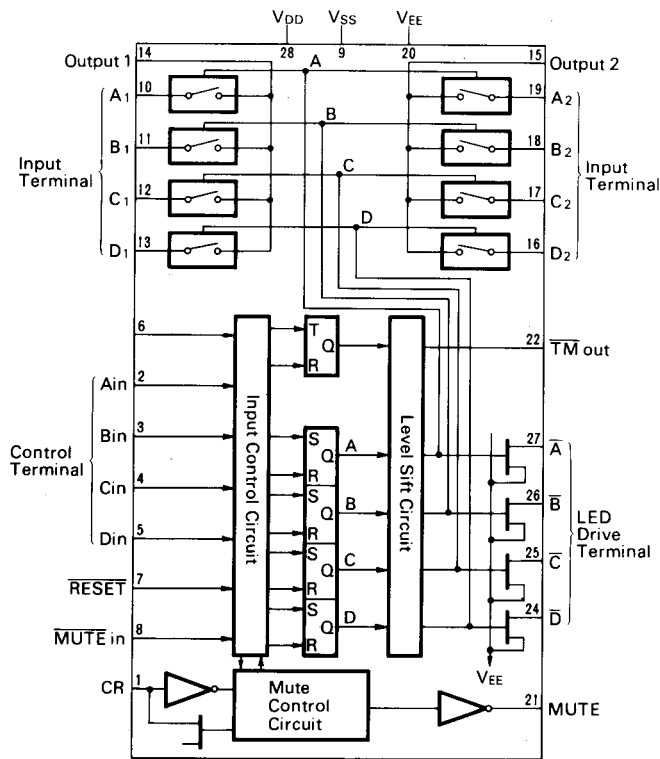 VDD VSS VEE
14 28 9 20 15
Output 1 A Output 2
10 19
A1 A2
B
11 18
B1 B2
Input Terminal
C
12 17
C1 C2
Input Terminal
D
13 16
D1 D2
6 T Q R 22 TM out
2
Ain
3 S 27
Bin Q A A
Control Terminal
R
4 S 26
Cin Q B B
Input Control Circuit
Level Sift Circuit
LED Drive Terminal
R
5 S 25
Din Q C C
7 R
RESET S 24
Q D D
8 R
MUTE in
VEE
1
CR Mute Control Circuit 21 MUTE